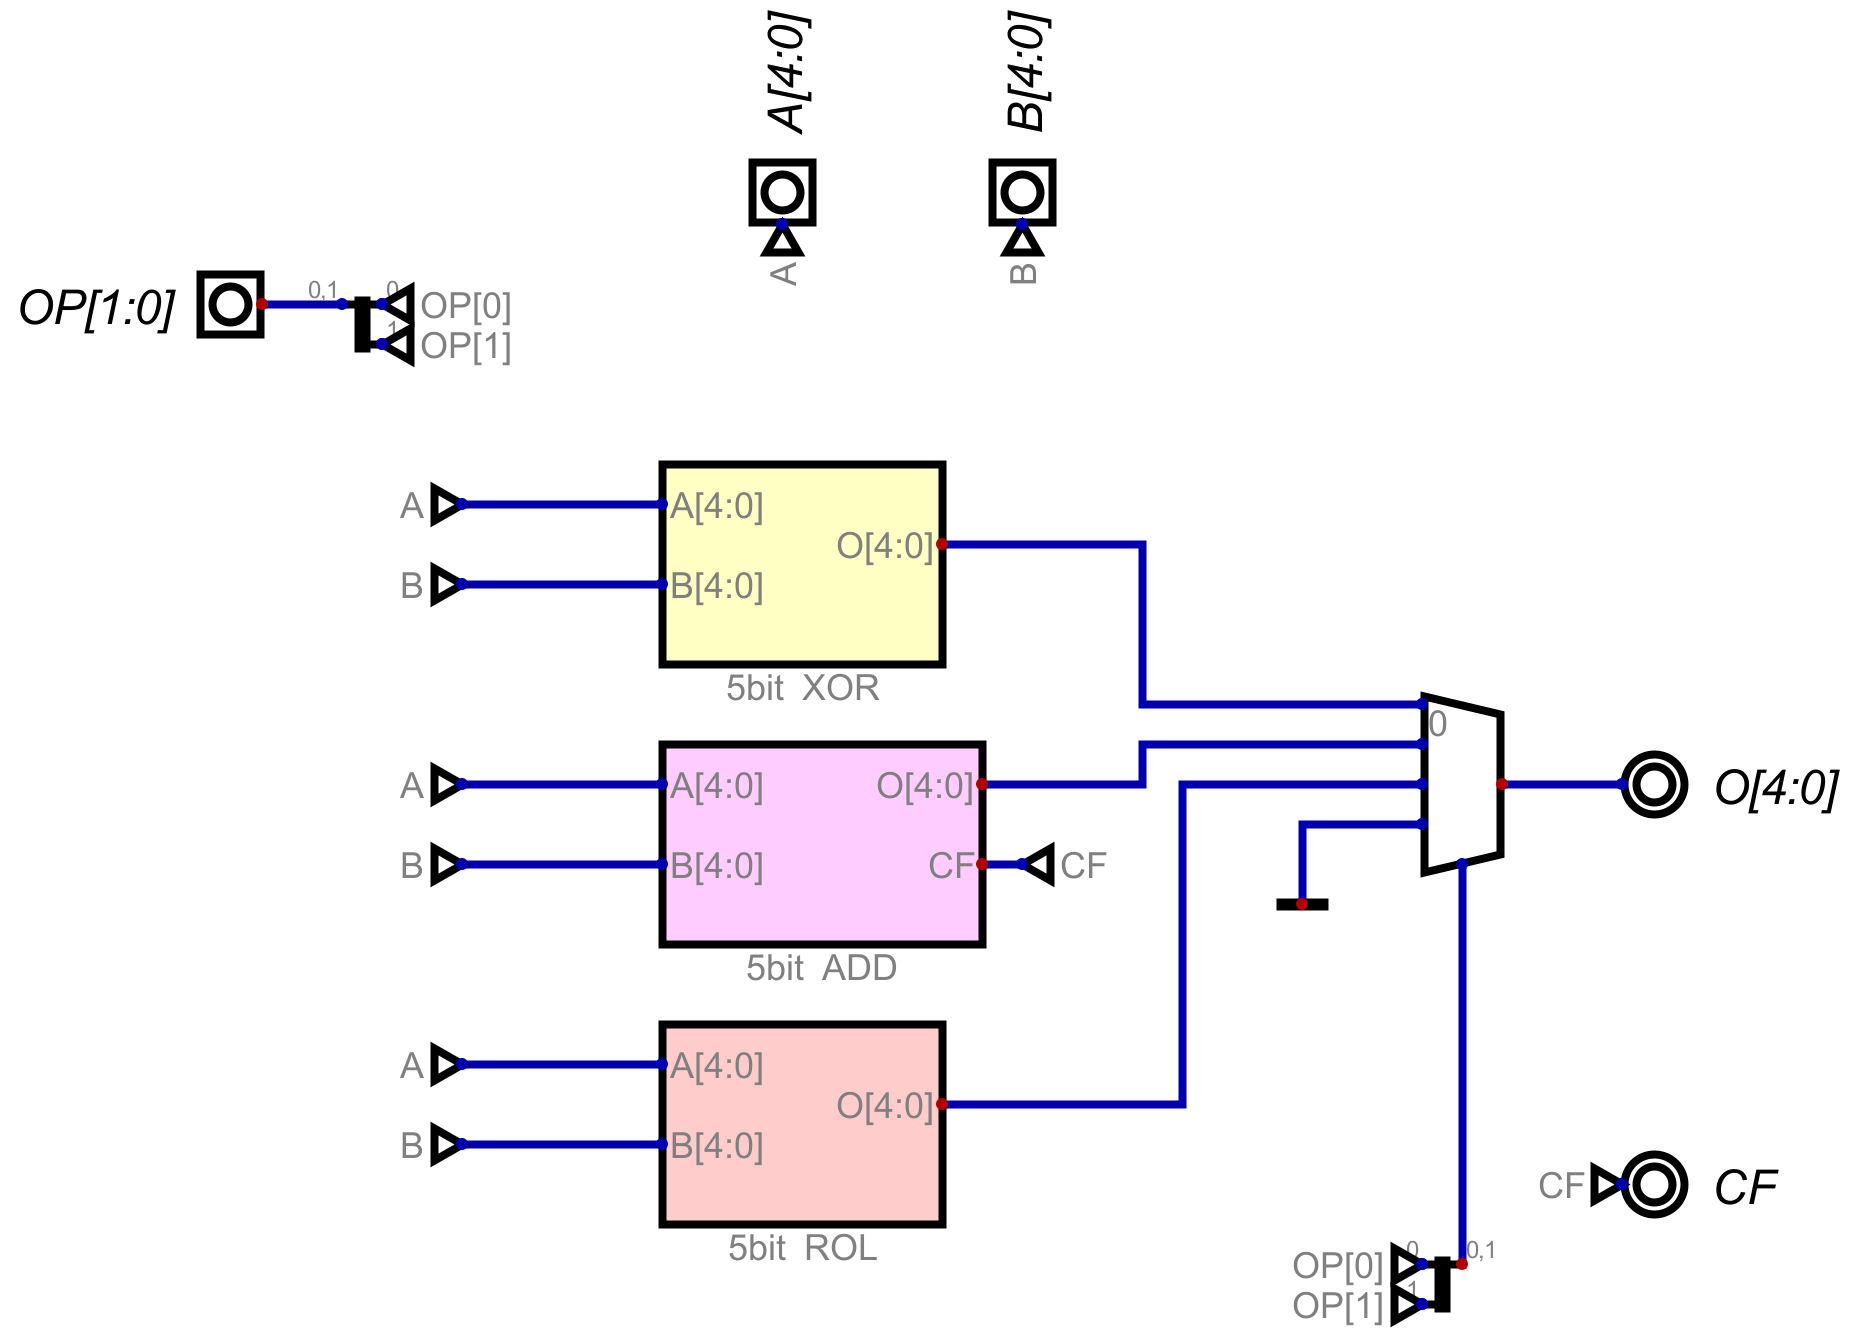 A[4:0]
B[4:0]
A
B
OP[1:0]
0,1
0
OP[0]
1
OP[1]
A
A[4:0]
O[4:0]
B
B[4:0]
5bit XOR
0
A
A[4:0]
O[4:0]
O[4:0]
B
B[4:0]
CF
CF
5bit ADD
A
A[4:0]
O[4:0]
B
B[4:0]
5bit ROL
CF
CF
OP[0]
0
0,1
OP[1]
1